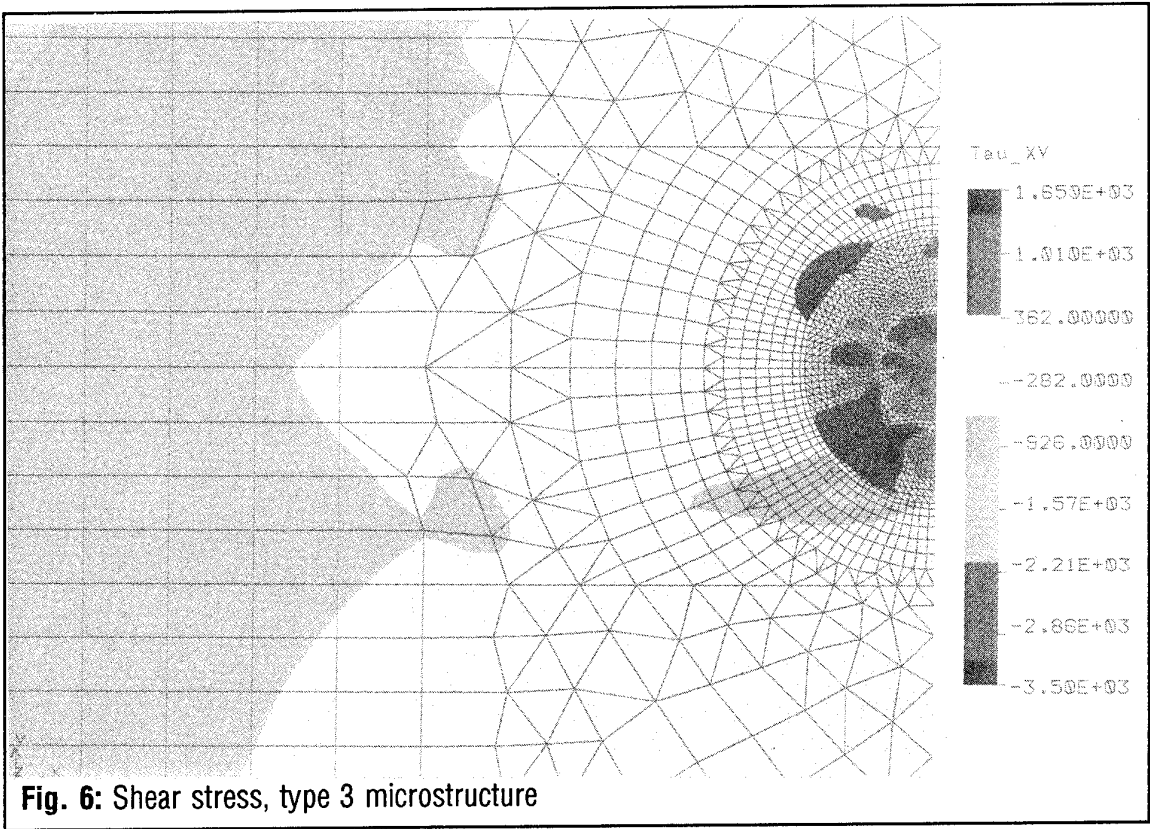 Tau_XY
1.650E+03
1.010E+03
362.00000
-282.0000
-926.0000
-1.57E+03
-2.21E+03
-2.86E+03
-3.50E+03
Y
Z
X
Fig. 6: Shear stress, type 3 microstructure